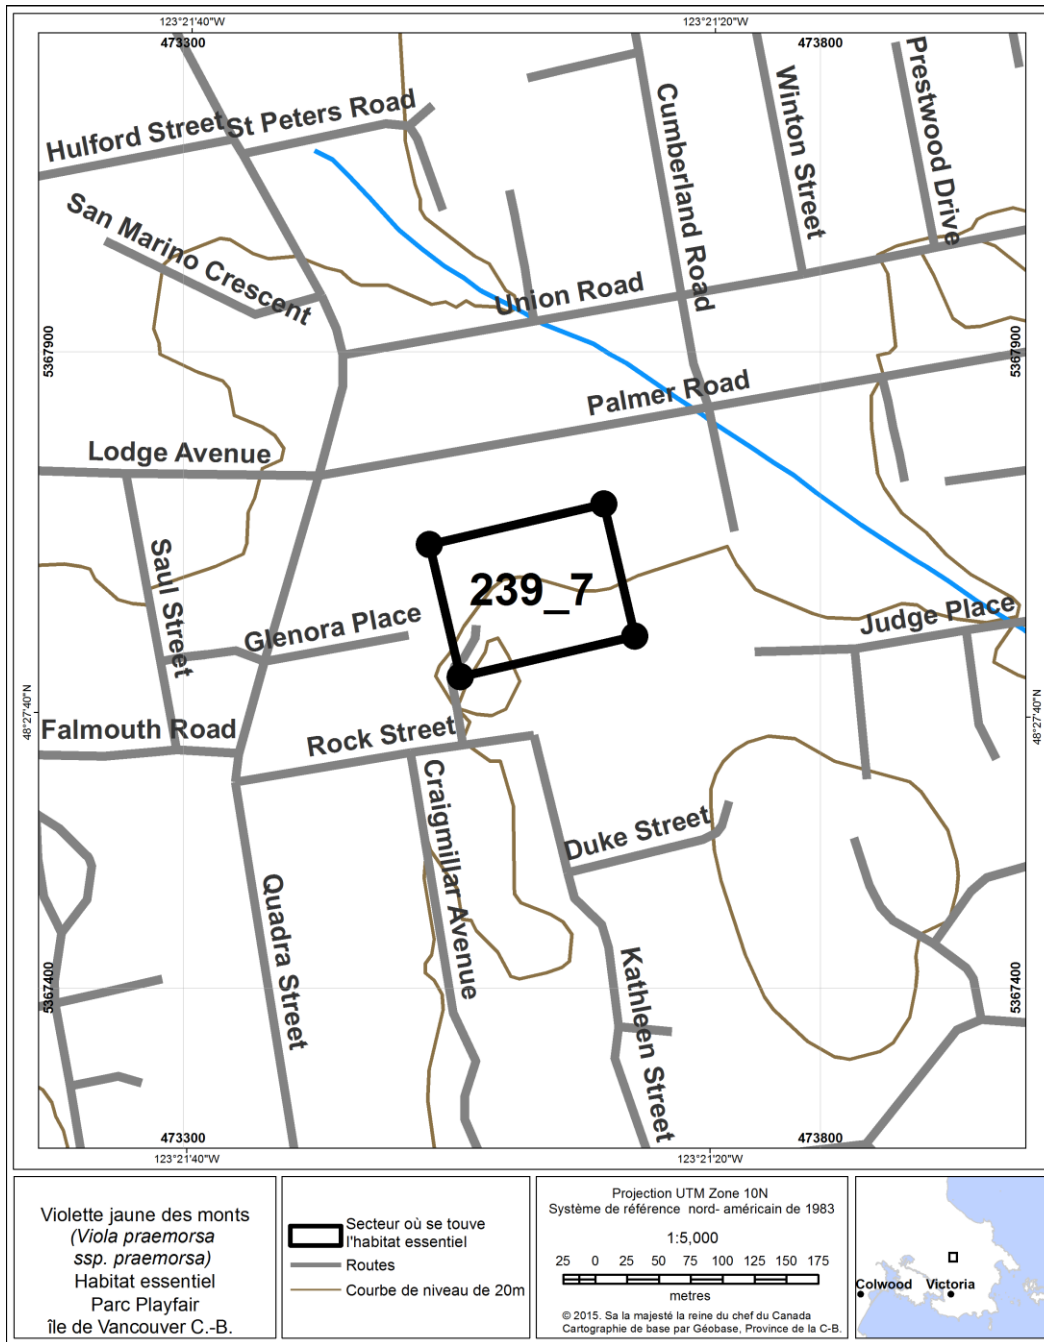 123°21'40"W
123°21'20"W
473300
473800
Hulford Street
St Peters Road
Cumberland Road
Winton Street
Prestwood Drive
San Marino Crescent
Union Road
5367900
5367900
Palmer Road
Lodge Avenue
Saul Street
239_7
Glenora Place
Judge Place
48°27'40"N
48°27'40"N
Falmouth Road
Rock Street
Craigmillar Avenue
Duke Street
Quadra Street
Kathleen Street
5367400
5367400
473300
473800
123°21'40"W
123°21'20"W
Violette jaune des monts
(Viola praemorsa
ssp. praemorsa)
Habitat essentiel
Parc Playfair
île de Vancouver C.-B.
Secteur où se touve
l'habitat essentiel
Routes
Courbe de niveau de 20m
Projection UTM Zone 10N
Système de référence nord- américain de 1983
1:5,000
25 0 25 50 75 100 125 150 175
metres
© 2015. Sa la majesté la reine du chef du Canada
Cartographie de base par Géobase, Province de la C-B.
Colwood
Victoria